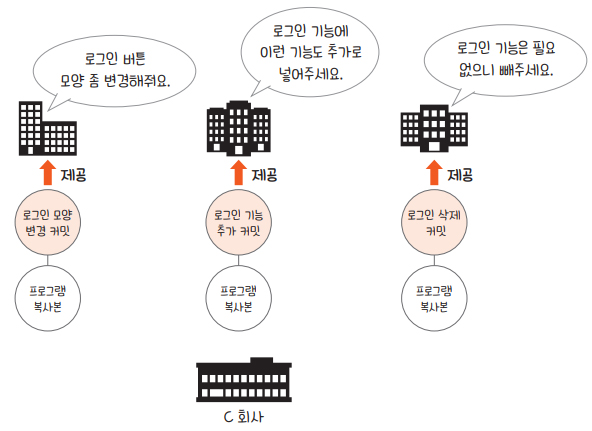 로그인 버튼
모양 좀 변경해줘요.
로그인 기능에
이런 기능도 추가로
넣어주세요.
로그인 기능은 필요
없으니 빼주세요.
제공
제공
제공
로그인 모양
변경 커밋
로그인 기능
추가 커밋
로그인 삭제
커밋
프로그램
복사본
프로그램
복사본
프로그램
복사본
C 회사